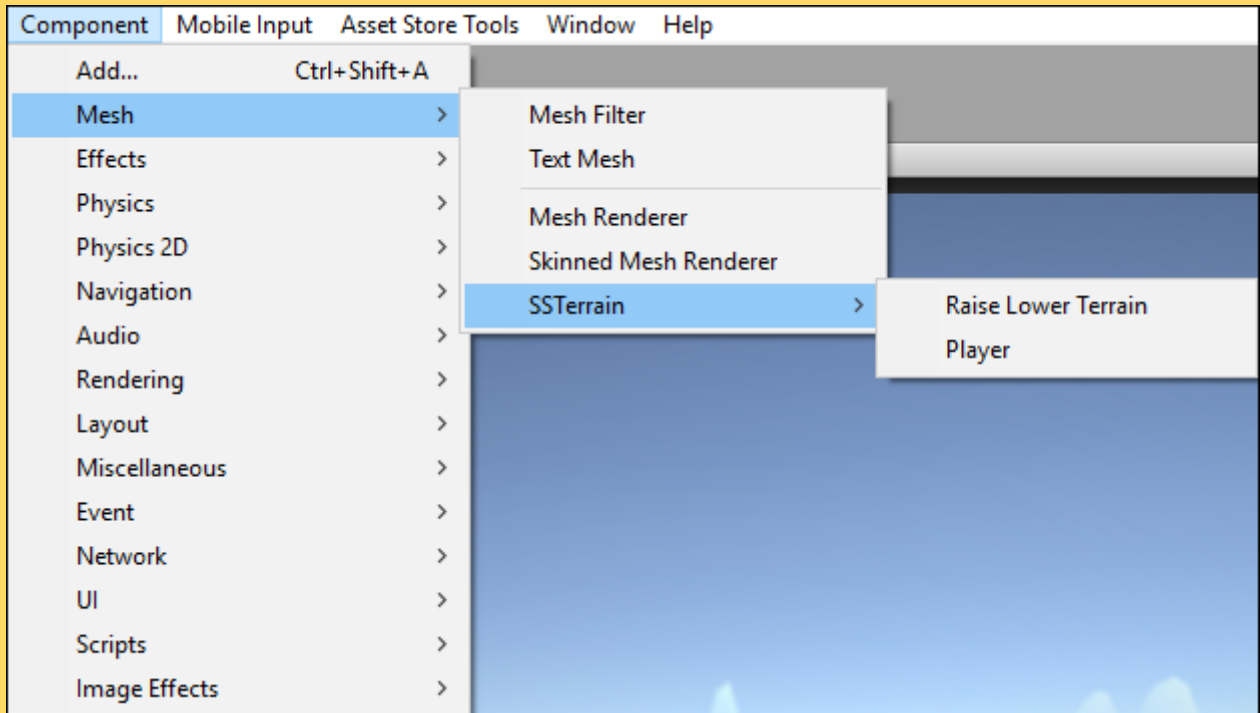 Component Mobile Input Asset Store Tools Window Help
Add... Ctrl+Shift+A
Mesh
Effects
Physics
Physics 2D
Navigation
Audio
Rendering
Layout
Miscellaneous
Event
Network
UI
Scripts
Image Effects
Mesh Filter
Text Mesh
Mesh Renderer
Skinned Mesh Renderer
SSTerrain
Raise Lower Terrain
Player